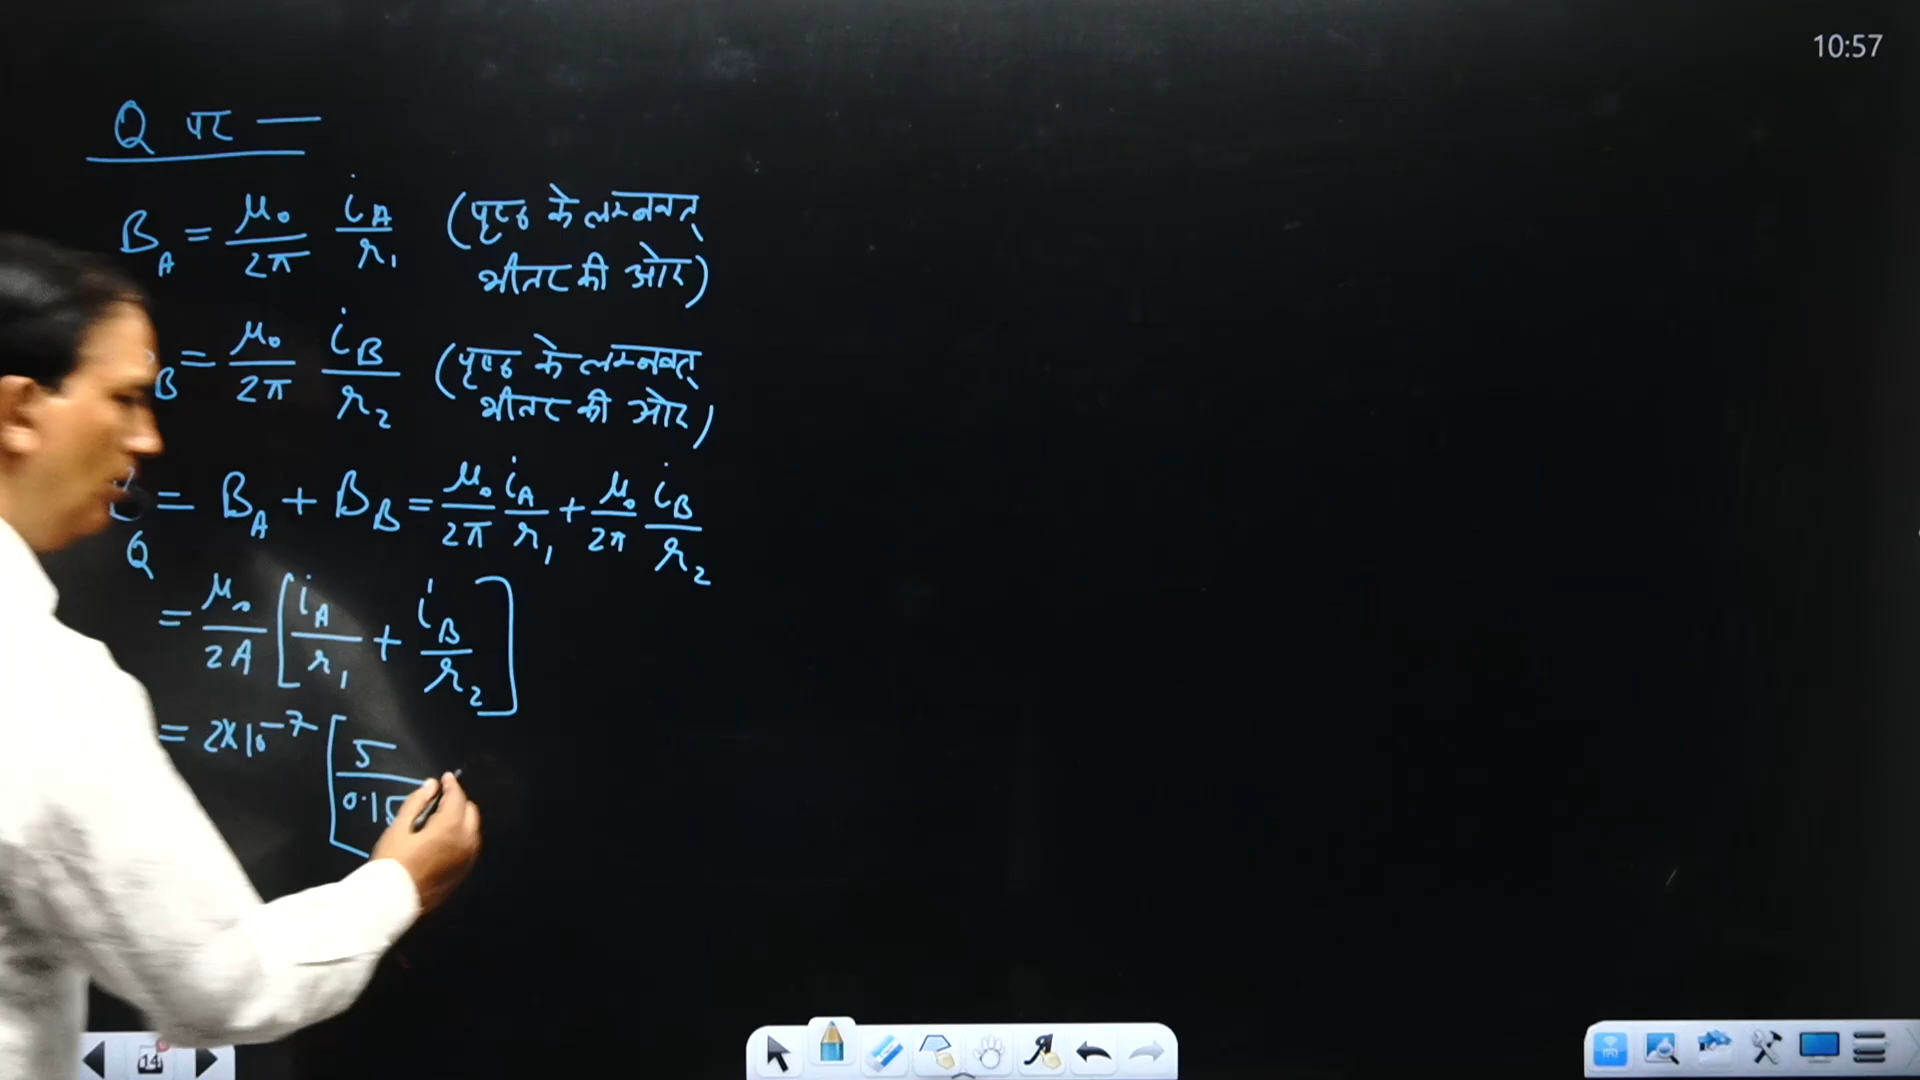 10:57
Q पर —
B_A = μ₀/2π i_A/r₁ (पृष्ठ के लम्बवत्
भीतर की ओर)
B = μ₀/2π i_B/r₂ (पृष्ठ के लम्बवत्
भीतर की ओर)
Q = B_A + B_B = μ₀/2π i_A/r₁ + μ₀/2π i_B/r₂
= μ₀/2π [i_A/r₁ + i_B/r₂]
= 2×10⁻⁷ [5/0.15
14